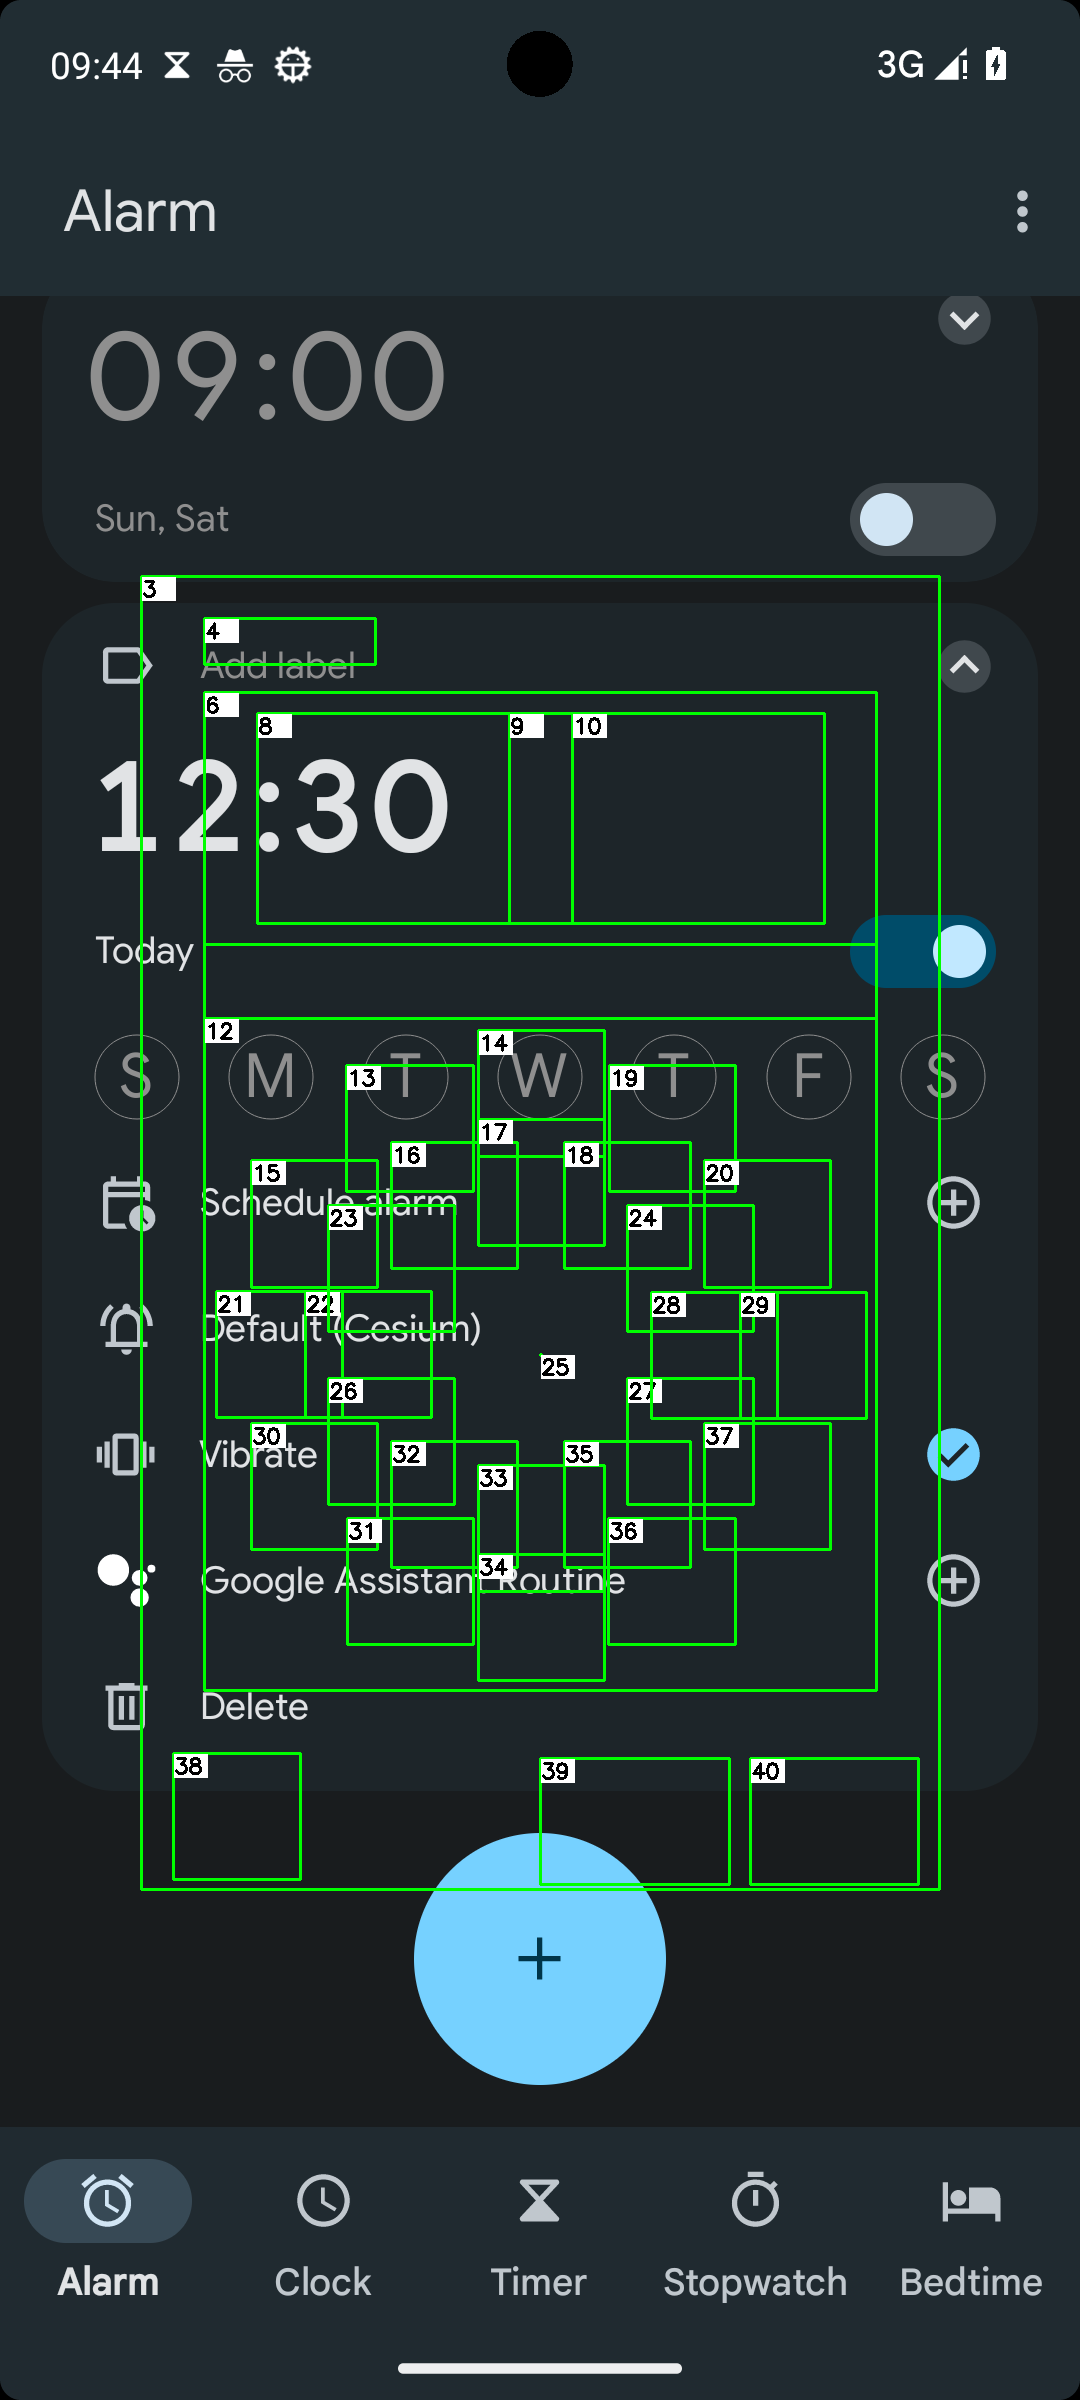 09:44 3G
Alarm
09:00
Sun, Sat
3
4
Add label
6
8 9 10
12:30
Today
12
S M T W T F S
14
13 19
17
16 18
15 20
Schedule alarm
23 24
21 22 28 29
Default (Cesium)
25
26 27
30 37
Vibrate
32 35
33
31 36
34
Google Assistant Routine
Delete
38 39 40
+
Alarm Clock Timer Stopwatch Bedtime